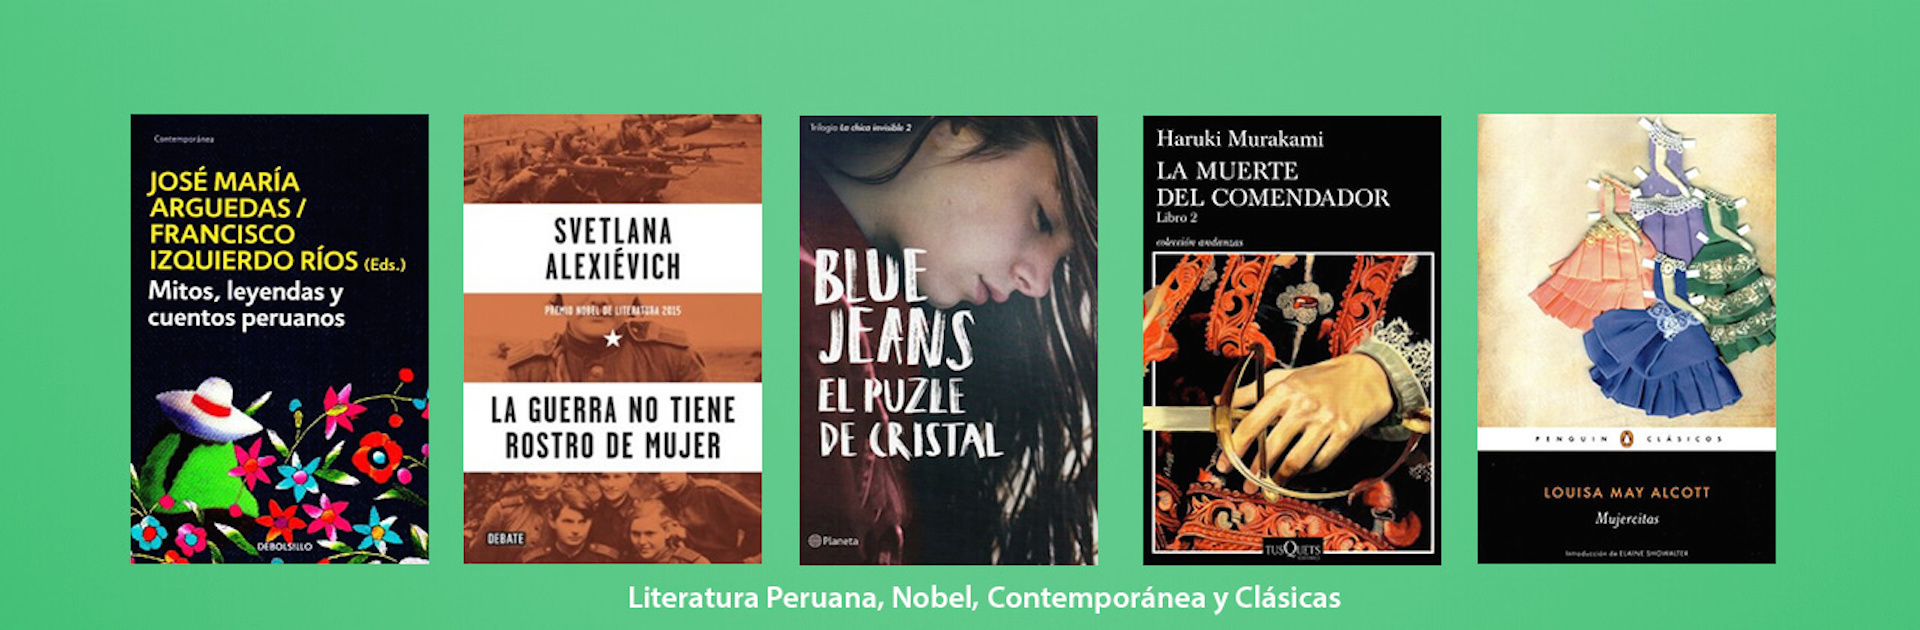 Contemporánea
JOSÉ MARÍA
ARGUEDAS /
FRANCISCO
IZQUIERDO RÍOS (Eds.)
Mitos, leyendas y
cuentos peruanos
DEBOLSILLO
SVETLANA
ALEXIÉVICH
PREMIO NOBEL DE LITERATURA 2015
LA GUERRA NO TIENE
ROSTRO DE MUJER
DEBATE
Trilogía La chica invisible 2
BLUE
JEANS
EL PUZLE
DE CRISTAL
Planeta
Haruki Murakami
LA MUERTE
DEL COMENDADOR
Libro 2
colección andanzas
TUSQUETS
EDITORES
PENGUIN CLÁSICOS
LOUISA MAY ALCOTT
Mujercitas
Introducción de ELAINE SHOWALTER
Literatura Peruana, Nobel, Contemporánea y Clásicas